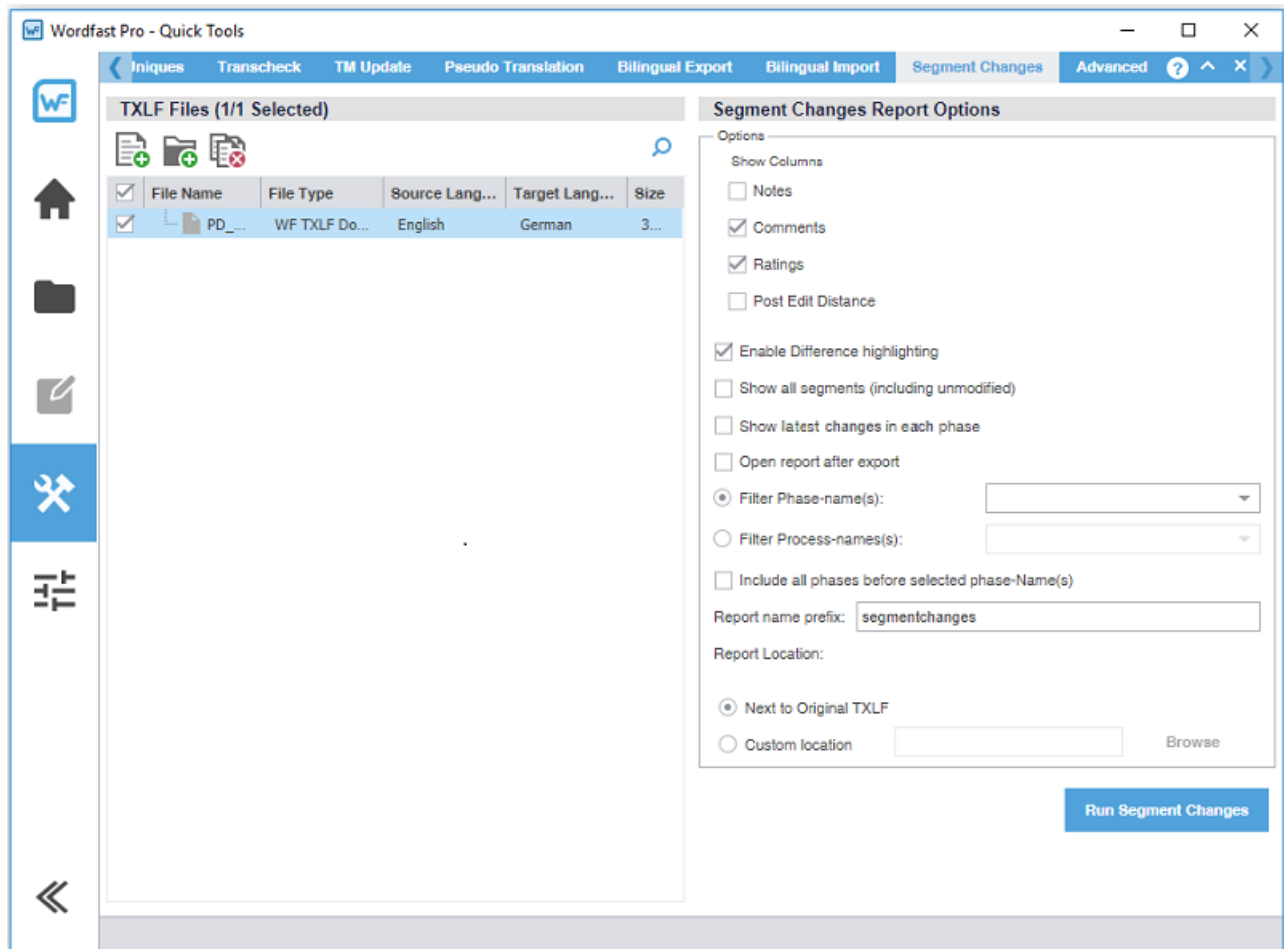 WF Wordfast Pro - Quick Tools
Uniques Transcheck TM Update Pseudo Translation Bilingual Export Bilingual Import Segment Changes Advanced ?
WF
TXLF Files (1/1 Selected)
File Name File Type Source Lang... Target Lang... Size
PD_... WF TXLF Do... English German 3...
Segment Changes Report Options
Options
Show Columns
Notes
Comments
Ratings
Post Edit Distance
Enable Difference highlighting
Show all segments (including unmodified)
Show latest changes in each phase
Open report after export
Filter Phase-name(s):
Filter Process-names(s):
Include all phases before selected phase-Name(s)
Report name prefix: segmentchanges
Report Location:
Next to Original TXLF
Custom location Browse
Run Segment Changes